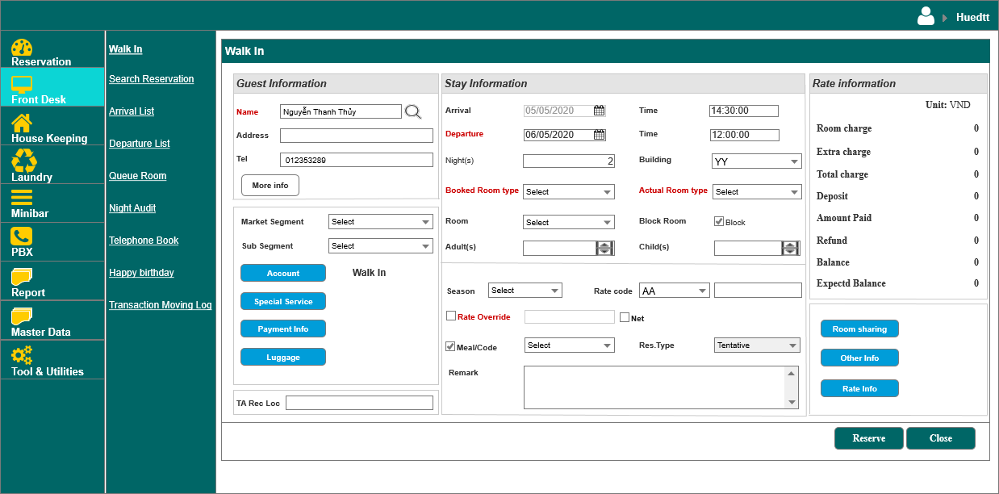 Huedtt
Reservation
Front Desk
House Keeping
Laundry
Minibar
PBX
Report
Master Data
Tool & Utilities
Walk In
Search Reservation
Arrival List
Departure List
Queue Room
Night Audit
Telephone Book
Happy birthday
Transaction Moving Log
Walk In
Guest Information
Name Nguyễn Thanh Thủy
Address
Tel 012353289
More info
Market Segment Select
Sub Segment Select
Account Walk In
Special Service
Payment Info
Luggage
TA Rec Loc
Stay Information
Arrival 05/05/2020 Time 14:30:00
Departure 06/05/2020 Time 12:00:00
Night(s) 2 Building YY
Booked Room type Select Actual Room type Select
Room Select Block Room Block
Adult(s) Child(s)
Season Select Rate code AA
Rate Override Net
Meal/Code Select Res.Type Tentative
Remark
Rate information
Unit: VND
Room charge 0
Extra charge 0
Total charge 0
Deposit 0
Amount Paid 0
Refund 0
Balance 0
Expectd Balance 0
Room sharing
Other Info
Rate Info
Reserve Close